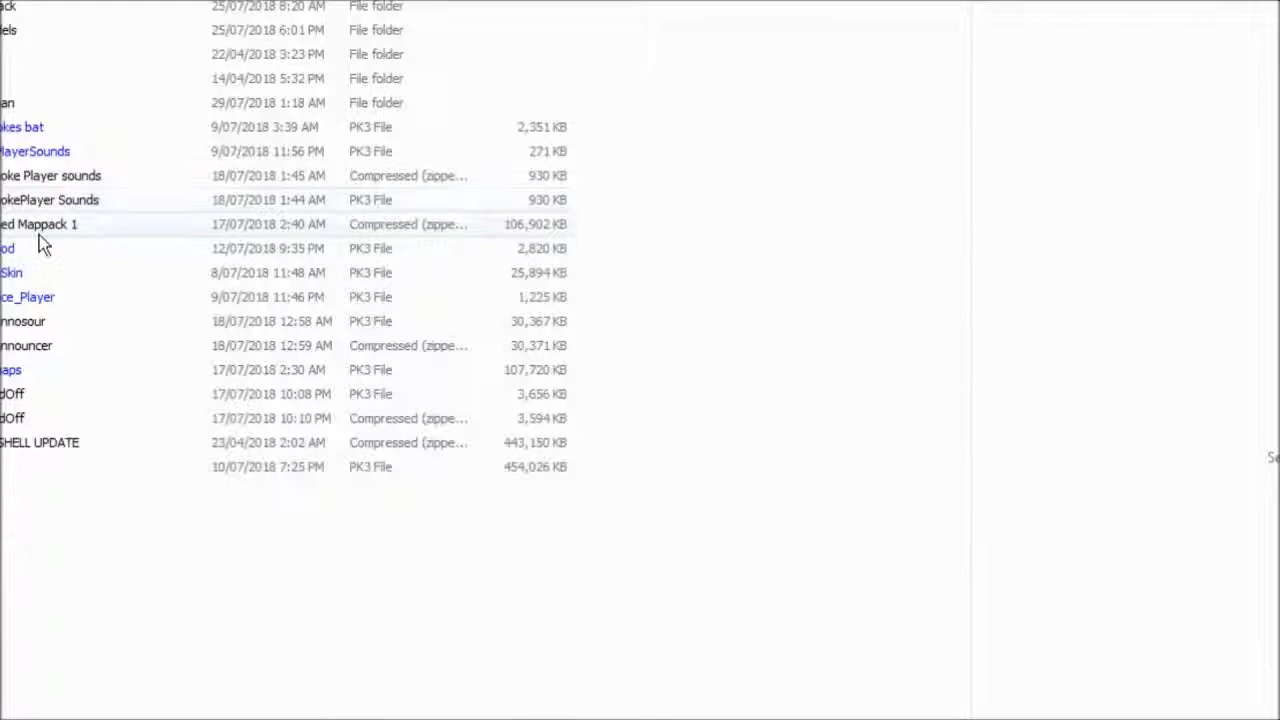 ack 25/07/2018 8:20 AM File folder
dels 25/07/2018 6:01 PM File folder
22/04/2018 3:23 PM File folder
14/04/2018 5:32 PM File folder
an 29/07/2018 1:18 AM File folder
okes bat 9/07/2018 3:39 AM PK3 File 2,351 KB
PlayerSounds 9/07/2018 11:56 PM PK3 File 271 KB
oke Player sounds 18/07/2018 1:45 AM Compressed (zippe... 930 KB
okePlayer Sounds 18/07/2018 1:44 AM PK3 File 930 KB
ed Mappack 1 17/07/2018 2:40 AM Compressed (zippe... 106,902 KB
od 12/07/2018 9:35 PM PK3 File 2,820 KB
Skin 8/07/2018 11:48 AM PK3 File 25,894 KB
ce_Player 9/07/2018 11:46 PM PK3 File 1,225 KB
nnosour 18/07/2018 12:58 AM PK3 File 30,367 KB
nnouncer 18/07/2018 12:59 AM Compressed (zippe... 30,371 KB
aps 17/07/2018 2:30 AM PK3 File 107,720 KB
dOff 17/07/2018 10:08 PM PK3 File 3,656 KB
dOff 17/07/2018 10:10 PM Compressed (zippe... 3,594 KB
SHELL UPDATE 23/04/2018 2:02 AM Compressed (zippe... 443,150 KB
10/07/2018 7:25 PM PK3 File 454,026 KB
Se